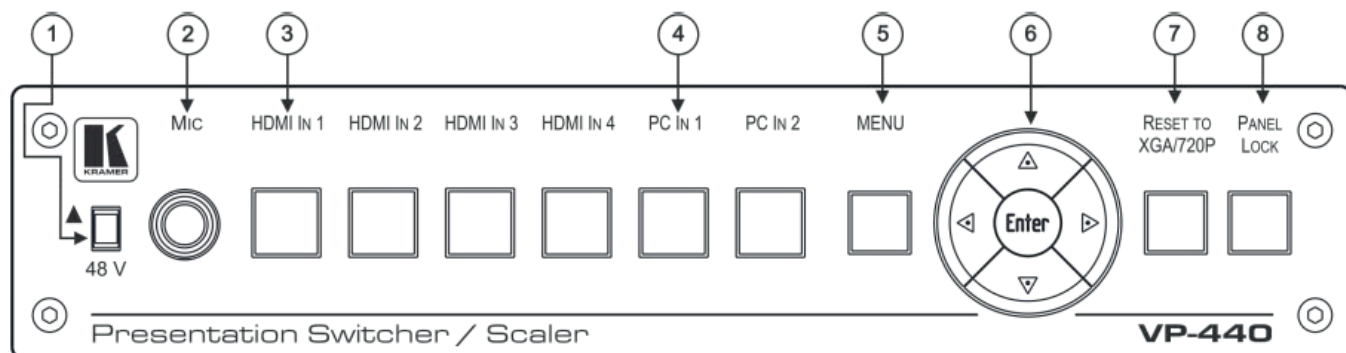 1 2 3 4 5 6 7 8
MIC HDMI IN 1 HDMI IN 2 HDMI IN 3 HDMI IN 4 PC IN 1 PC IN 2 MENU RESET TO XGA/720P PANEL LOCK
K
KRAMER
Enter
48 V
Presentation Switcher / Scaler VP-440